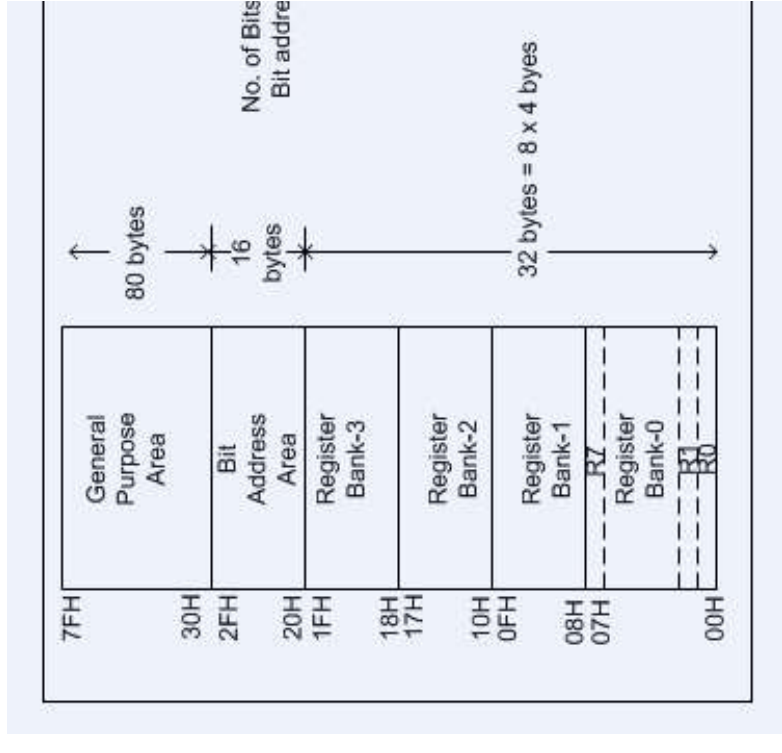 7FH
General
Purpose
Area
80 bytes
30H
2FH
Bit
Address
Area
16
bytes
No. of Bits
20H
1FH
Register
Bank-3
18H
17H
Register
Bank-2
10H
0FH
Register
Bank-1
32 bytes = 8 x 4 byes
08H
07H
R7
Register
Bank-0
R1
R0
00H